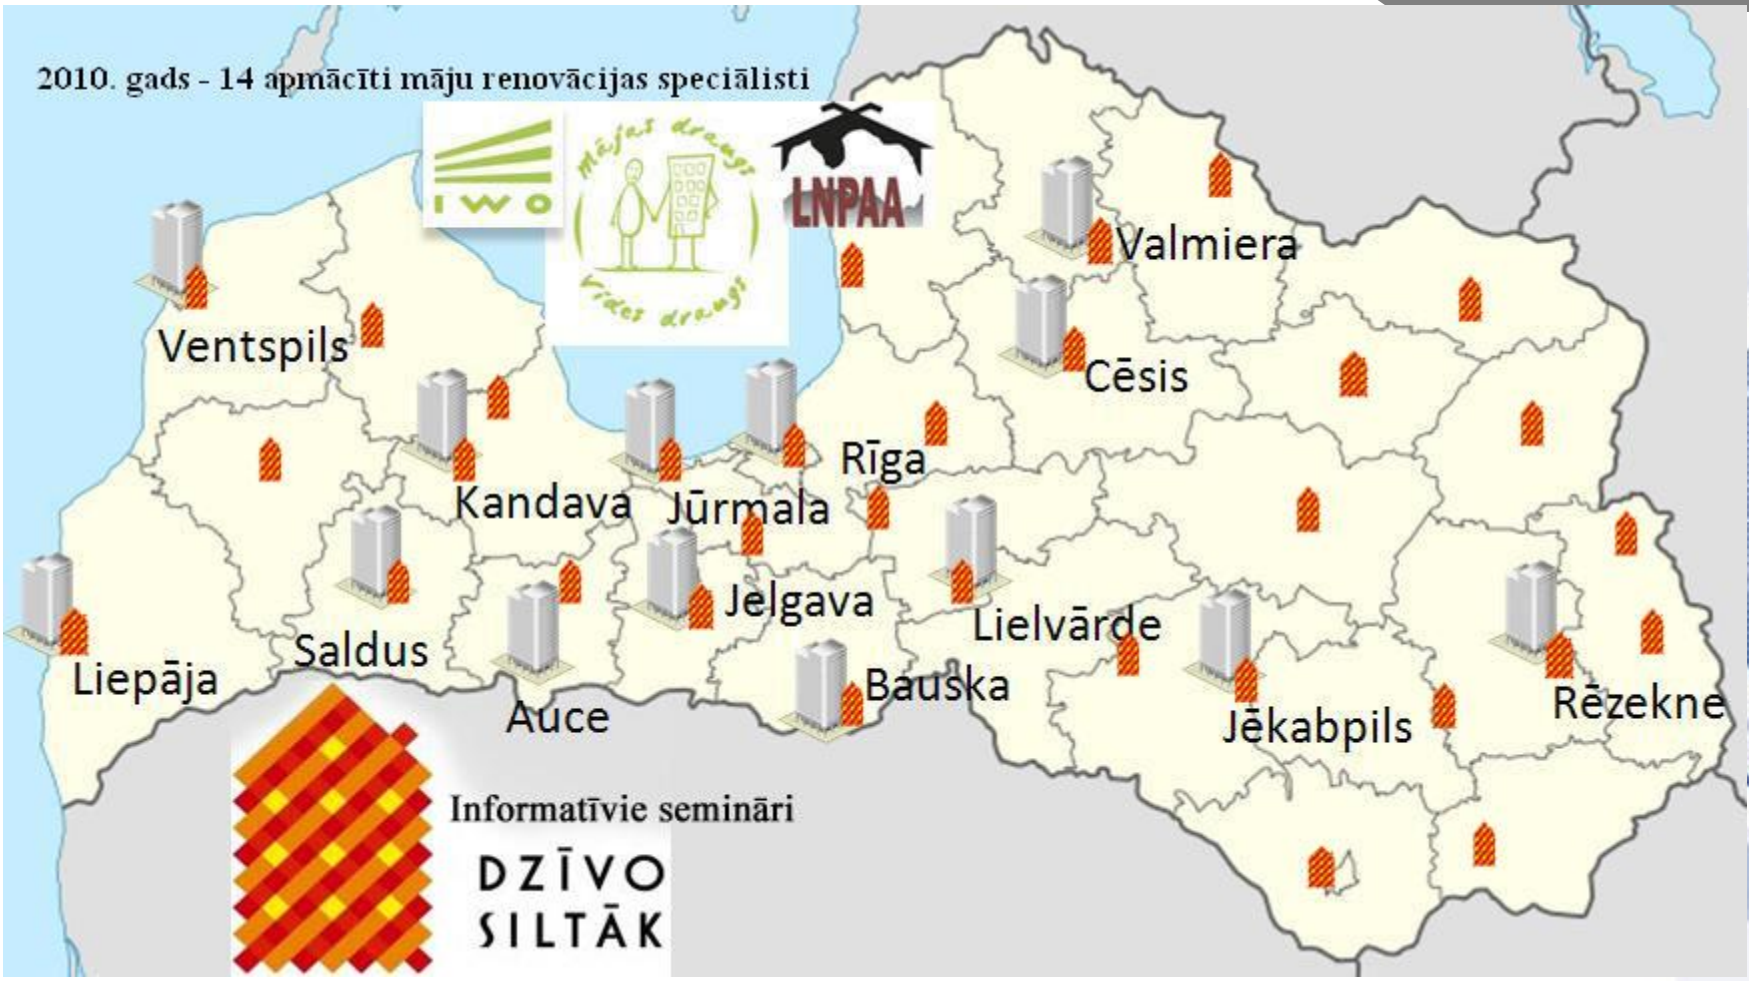 2010. gads - 14 apmācīti māju renovācijas speciālisti
IWO
mājas draugs
vides draugs
LNPAA
Valmiera
Ventspils
Cēsis
Rīga
Kandava
Jūrmala
Jelgava
Lielvārde
Saldus
Liepāja
Auce
Bauska
Jēkabpils
Rēzekne
Informatīvie semināri
DZĪVO
SILTĀK